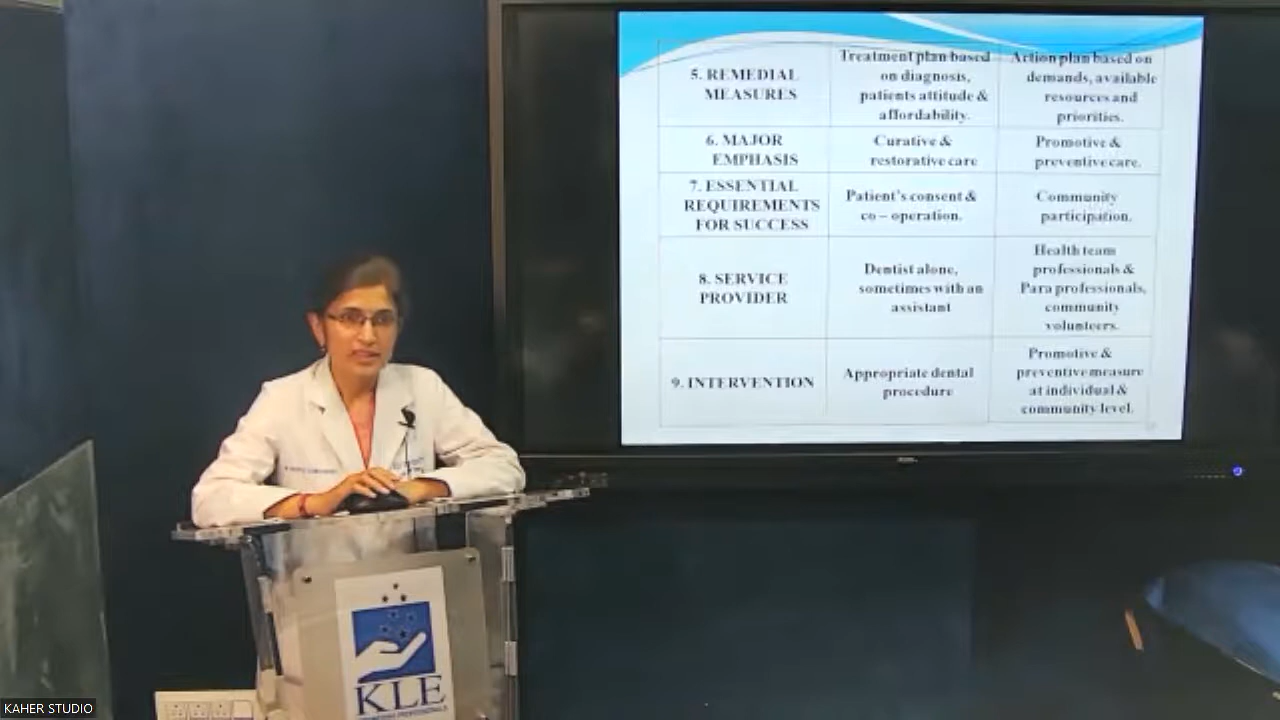 5. REMEDIAL
MEASURES
Treatment plan based
on diagnosis,
patients attitude &
affordability.
Action plan based on
demands, available
resources and
priorities.
6. MAJOR
EMPHASIS
Curative &
restorative care
Promotive &
preventive care.
7. ESSENTIAL
REQUIREMENTS
FOR SUCCESS
Patient's consent &
co – operation.
Community
participation.
8. SERVICE
PROVIDER
Dentist alone,
sometimes with an
assistant
Health team
professionals &
Para professionals,
community
volunteers.
9. INTERVENTION
Appropriate dental
procedure
Promotive &
preventive measure
at individual &
community level.
KLE
KAHER STUDIO